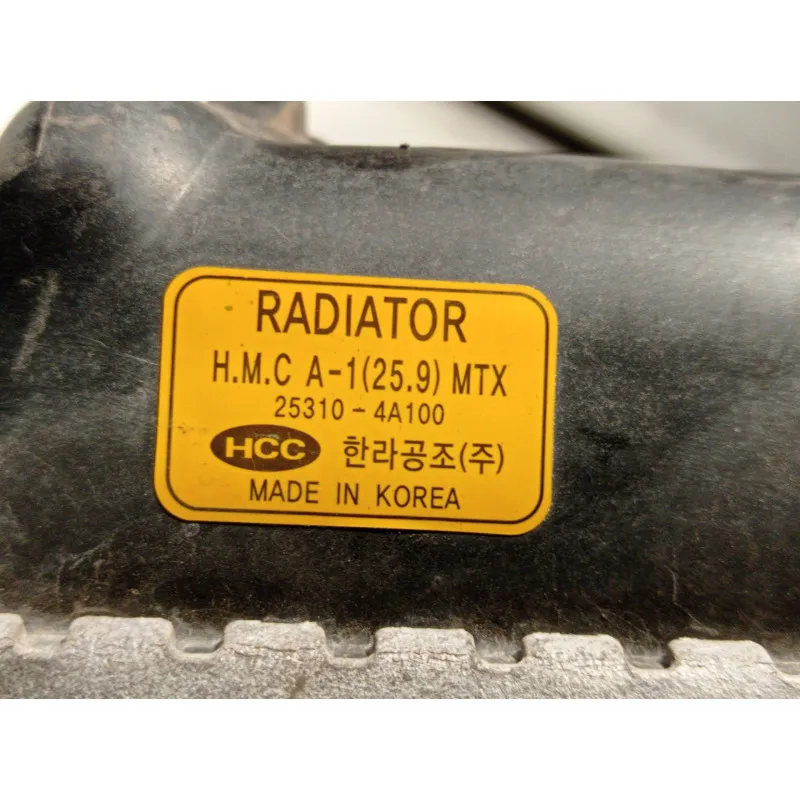 RADIATOR
H.M.C A-1(25.9) MTX
25310-4A100
HCC 한라공조(주)
MADE IN KOREA